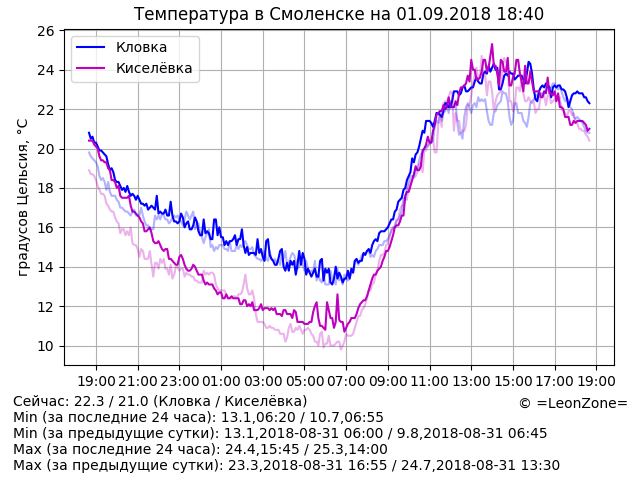 Температура в Смоленске на 01.09.2018 18:40
Кловка
Киселёвка
градусов Цельсия, °C
26
24
22
20
18
16
14
12
10
19:00 21:00 23:00 01:00 03:00 05:00 07:00 09:00 11:00 13:00 15:00 17:00 19:00
Сейчас: 22.3 / 21.0 (Кловка / Киселёвка)
© =LeonZone=
Min (за последние 24 часа): 13.1,06:20 / 10.7,06:55
Min (за предыдущие сутки): 13.1,2018-08-31 06:00 / 9.8,2018-08-31 06:45
Max (за последние 24 часа): 24.4,15:45 / 25.3,14:00
Max (за предыдущие сутки): 23.3,2018-08-31 16:55 / 24.7,2018-08-31 13:30